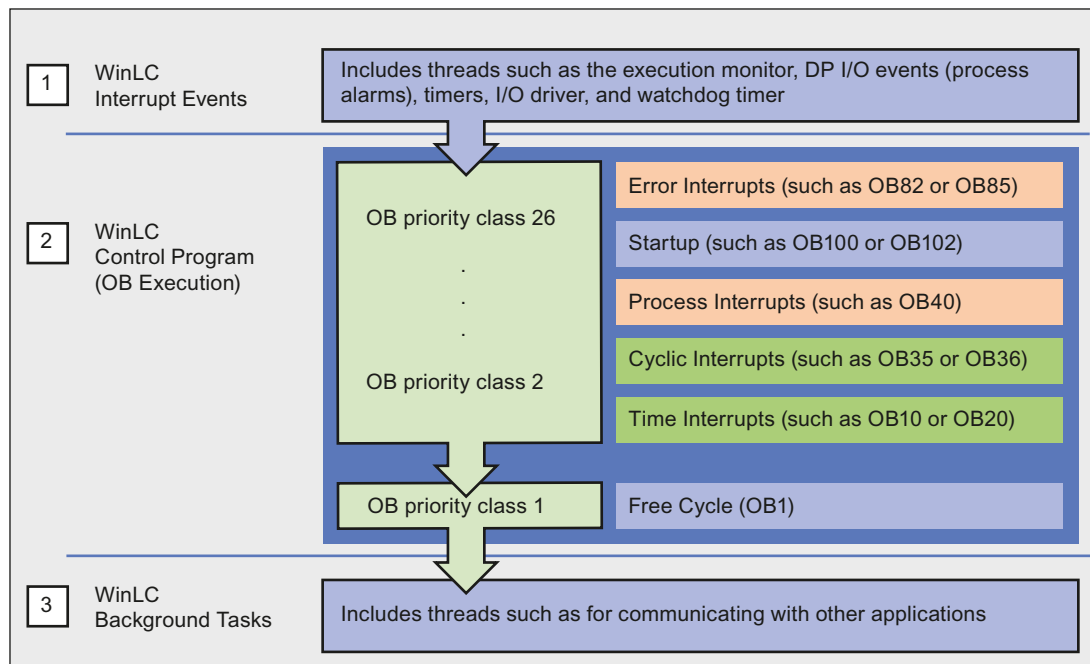 1
WinLC
Interrupt Events
Includes threads such as the execution monitor, DP I/O events (process
alarms), timers, I/O driver, and watchdog timer
2
WinLC
Control Program
(OB Execution)
OB priority class 26
.
.
.
OB priority class 2
Error Interrupts (such as OB82 or OB85)
Startup (such as OB100 or OB102)
Process Interrupts (such as OB40)
Cyclic Interrupts (such as OB35 or OB36)
Time Interrupts (such as OB10 or OB20)
OB priority class 1
Free Cycle (OB1)
3
WinLC
Background Tasks
Includes threads such as for communicating with other applications